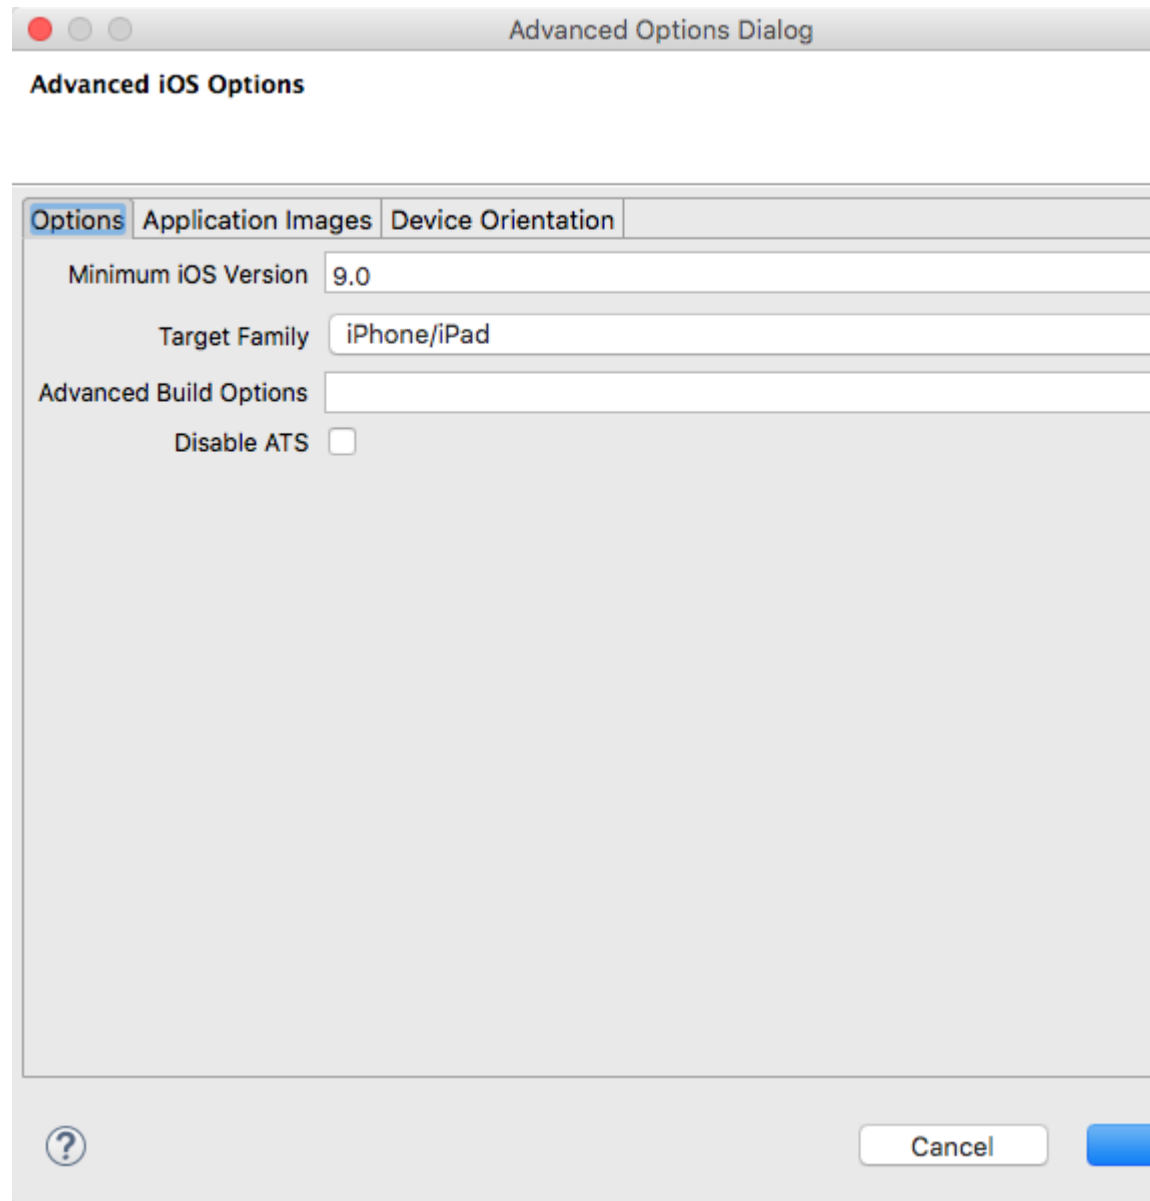 Advanced Options Dialog
Advanced iOS Options
Options Application Images Device Orientation
Minimum iOS Version 9.0
Target Family iPhone/iPad
Advanced Build Options
Disable ATS
? Cancel